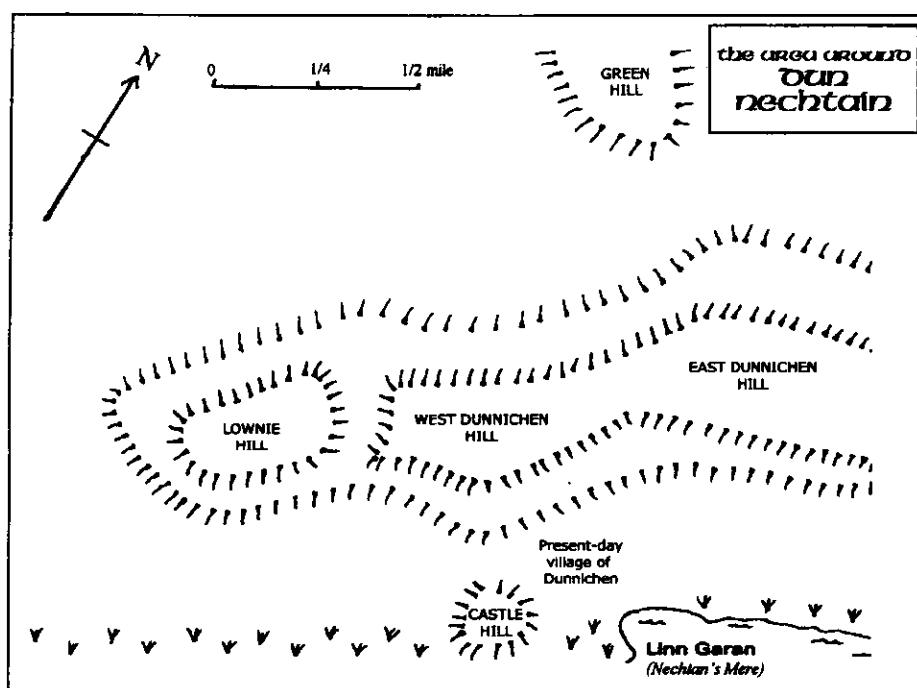 the area around
Dun
nechtain
N
0 1/4 1/2 mile
GREEN
HILL
EAST DUNNICHEN
HILL
WEST DUNNICHEN
HILL
LOWNIE
HILL
Present-day
village of
Dunnichen
CASTLE
HILL
Linn Garan
(Nechtan's Mere)